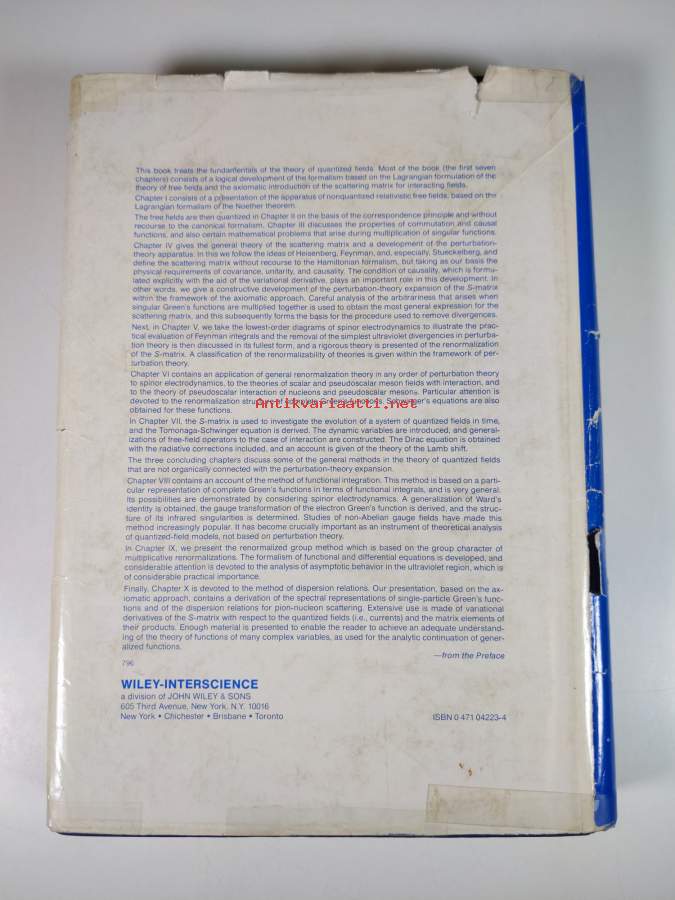 This book treats the fundamentals of the theory of quantized fields. Most of the book (the first seven
chapters) consists of a logical development of the formalism based on the Lagrangian formulation of the
theory of free fields and the axiomatic introduction of the scattering matrix for interacting fields.
Chapter I consists of a presentation of the apparatus of nonquantized relativistic free fields, based on the
Lagrangian formalism of the Noether theorem.
The free fields are then quantized in Chapter II on the basis of the correspondence principle and without
recourse to the canonical formalism. Chapter III discusses the properties of commutation and causal
functions, and also certain mathematical problems that arise during multiplication of singular functions.
Chapter IV gives the general theory of the scattering matrix and a development of the perturbation-
theory apparatus. In this we follow the ideas of Heisenberg, Feynman, and, especially, Stueckelberg, and
define the scattering matrix without recourse to the Hamiltonian formalism, but taking as our basis the
physical requirements of covariance, unitarity, and causality. The condition of causality, which is formu-
lated explicitly with the aid of the variational derivative, plays an important role in this development. In
other words, we give a constructive development of the perturbation-theory expansion of the S-matrix
within the framework of the axiomatic approach. Careful analysis of the arbitrariness that arises when
singular Green's functions are multiplied together is used to obtain the most general expression for the
scattering matrix, and this subsequently forms the basis for the procedure used to remove divergences.
Next, in Chapter V, we take the lowest-order diagrams of spinor electrodynamics to illustrate the prac-
tical evaluation of Feynman integrals and the removal of the simplest ultraviolet divergencies in perturba-
tion theory is then discussed in its fullest form, and a rigorous theory is presented of the renormalization
of the S-matrix. A classification of the renormalizability of theories is given within the framework of per-
turbation theory.
Chapter VI contains an application of general renormalization theory in any order of perturbation theory
to spinor electrodynamics, to the theories of scalar and pseudoscalar meson fields with interaction, and
to the theory of pseudoscalar interaction of nucleons and pseudoscalar mesons. Particular attention is
devoted to the renormalization structure of complete Green's functions. Schwinger's equations are also
Antikvariaatti.net
obtained for these functions.
In Chapter VII, the S-matrix is used to investigate the evolution of a system of quantized fields in time,
and the Tomonaga-Schwinger equation is derived. The dynamic variables are introduced, and general-
izations of free-field operators to the case of interaction are constructed. The Dirac equation is obtained
with the radiative corrections included, and an account is given of the theory of the Lamb shift.
The three concluding chapters discuss some of the general methods in the theory of quantized fields
that are not organically connected with the perturbation-theory expansion.
Chapter VIII contains an account of the method of functional integration. This method is based on a parti-
cular representation of complete Green's functions in terms of functional integrals, and is very general.
Its possibilities are demonstrated by considering spinor electrodynamics. A generalization of Ward's
identity is obtained, the gauge transformation of the electron Green's function is derived, and the struc-
ture of its infrared singularities is determined. Studies of non-Abelian gauge fields have made this
method increasingly popular. It has become crucially important as an instrument of theoretical analysis
of quantized-field models, not based on perturbation theory.
In Chapter IX, we present the renormalized group method which is based on the group character of
multiplicative renormalizations. The formalism of functional and differential equations is developed, and
considerable attention is devoted to the analysis of asymptotic behavior in the ultraviolet region, which is
of considerable practical importance.
Finally, Chapter X is devoted to the method of dispersion relations. Our presentation, based on the ax-
iomatic approach, contains a derivation of the spectral representations of single-particle Green's func-
tions and of the dispersion relations for pion-nucleon scattering. Extensive use is made of variational
derivatives of the S-matrix with respect to the quantized fields (i.e., currents) and the matrix elements of
their products. Enough material is presented to enable the reader to achieve an adequate understand-
ing of the theory of functions of many complex variables, as used for the analytic continuation of gener-
alized functions.
—from the Preface
796
WILEY-INTERSCIENCE
a division of JOHN WILEY & SONS
605 Third Avenue, New York, N.Y. 10016
New York • Chichester • Brisbane • Toronto
ISBN 0 471 04223-4